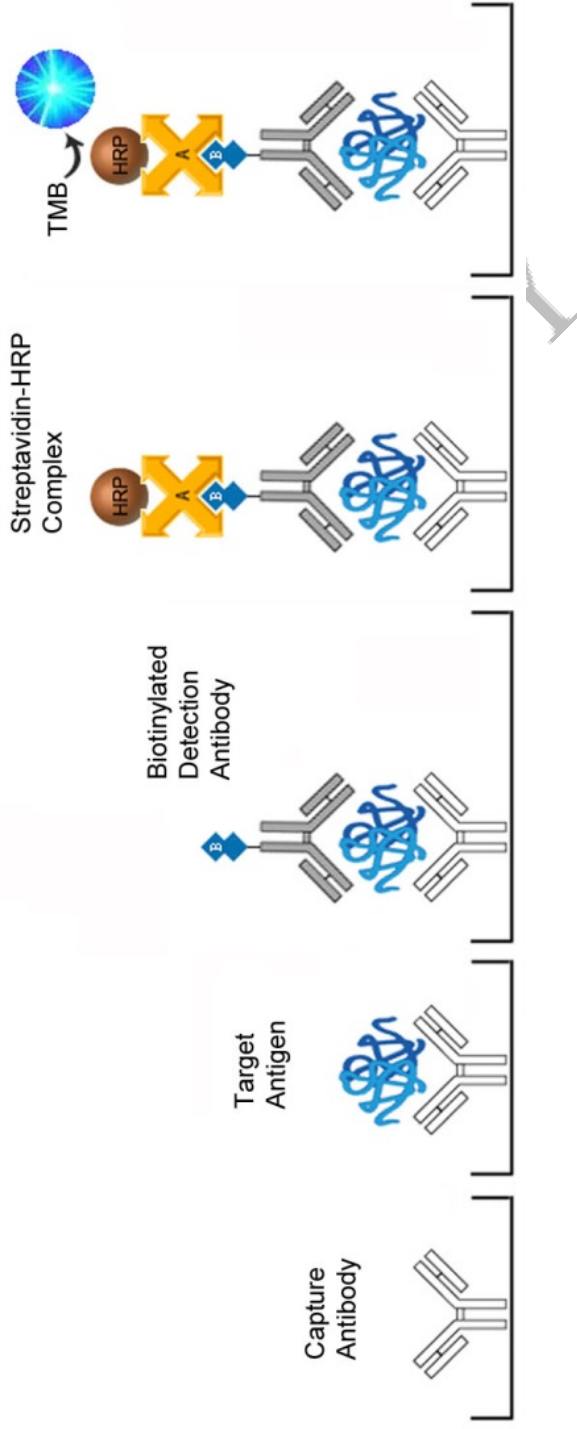 Capture
Antibody
Target
Antigen
Biotinylated
Detection
Antibody
B
Streptavidin-HRP
Complex
HRP
A
B
TMB
HRP
A
B